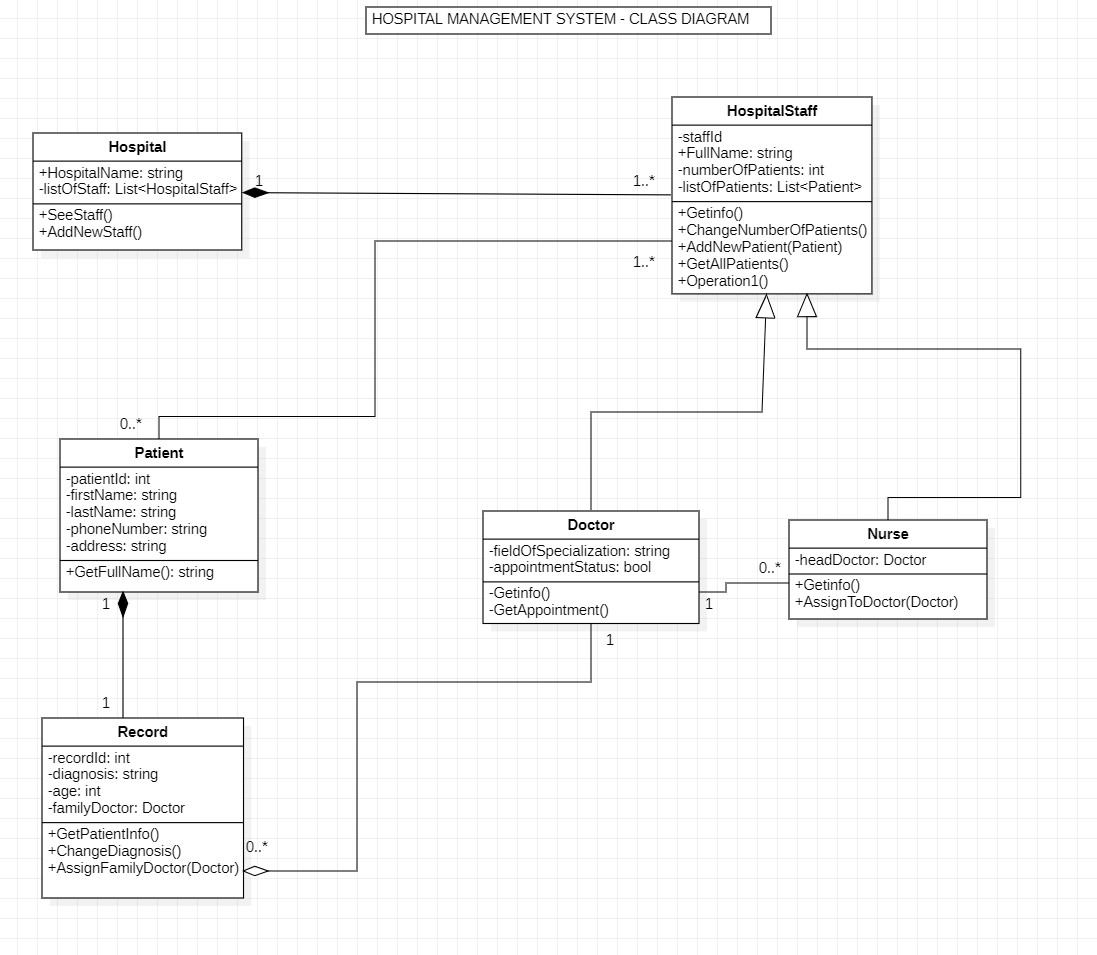 HOSPITAL MANAGEMENT SYSTEM - CLASS DIAGRAM
Hospital
+HospitalName: string
-listOfStaff: List<HospitalStaff>
+SeeStaff()
+AddNewStaff()
1
1..*
HospitalStaff
-staffId
+FullName: string
-numberOfPatients: int
-listOfPatients: List<Patient>
+Getinfo()
+ChangeNumberOfPatients()
+AddNewPatient(Patient)
+GetAllPatients()
+Operation1()
1..*
0..*
Patient
-patientId: int
-firstName: string
-lastName: string
-phoneNumber: string
-address: string
+GetFullName(): string
1
1
Doctor
-fieldOfSpecialization: string
-appointmentStatus: bool
-Getinfo()
-GetAppointment()
1
0..*
Nurse
-headDoctor: Doctor
+Getinfo()
+AssignToDoctor(Doctor)
1
Record
-recordId: int
-diagnosis: string
-age: int
-familyDoctor: Doctor
+GetPatientInfo()
+ChangeDiagnosis()
+AssignFamilyDoctor(Doctor)
0..*